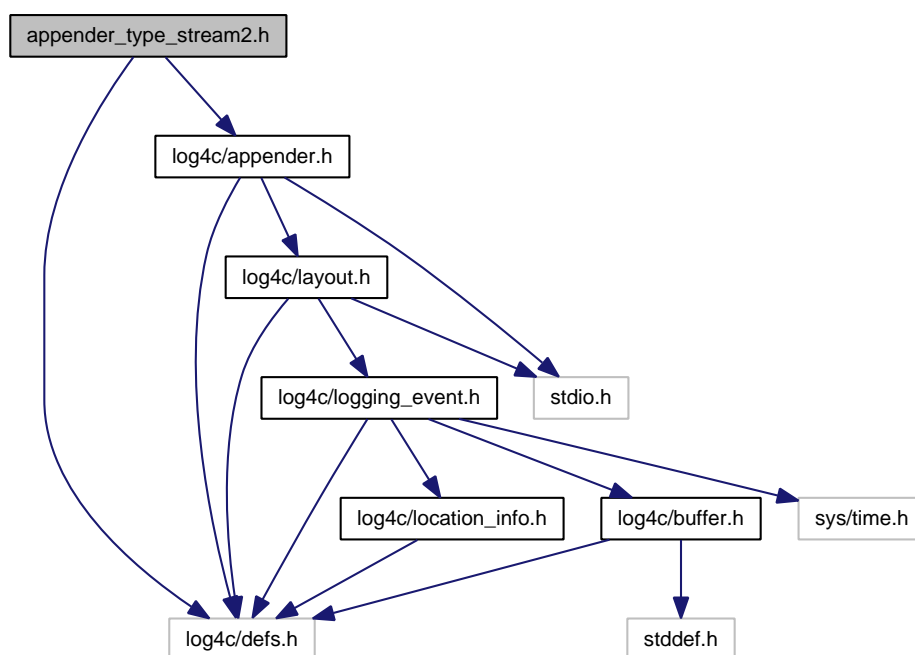 appender_type_stream2.h
log4c/appender.h
log4c/layout.h
log4c/logging_event.h
stdio.h
log4c/location_info.h
log4c/buffer.h
sys/time.h
log4c/defs.h
stddef.h